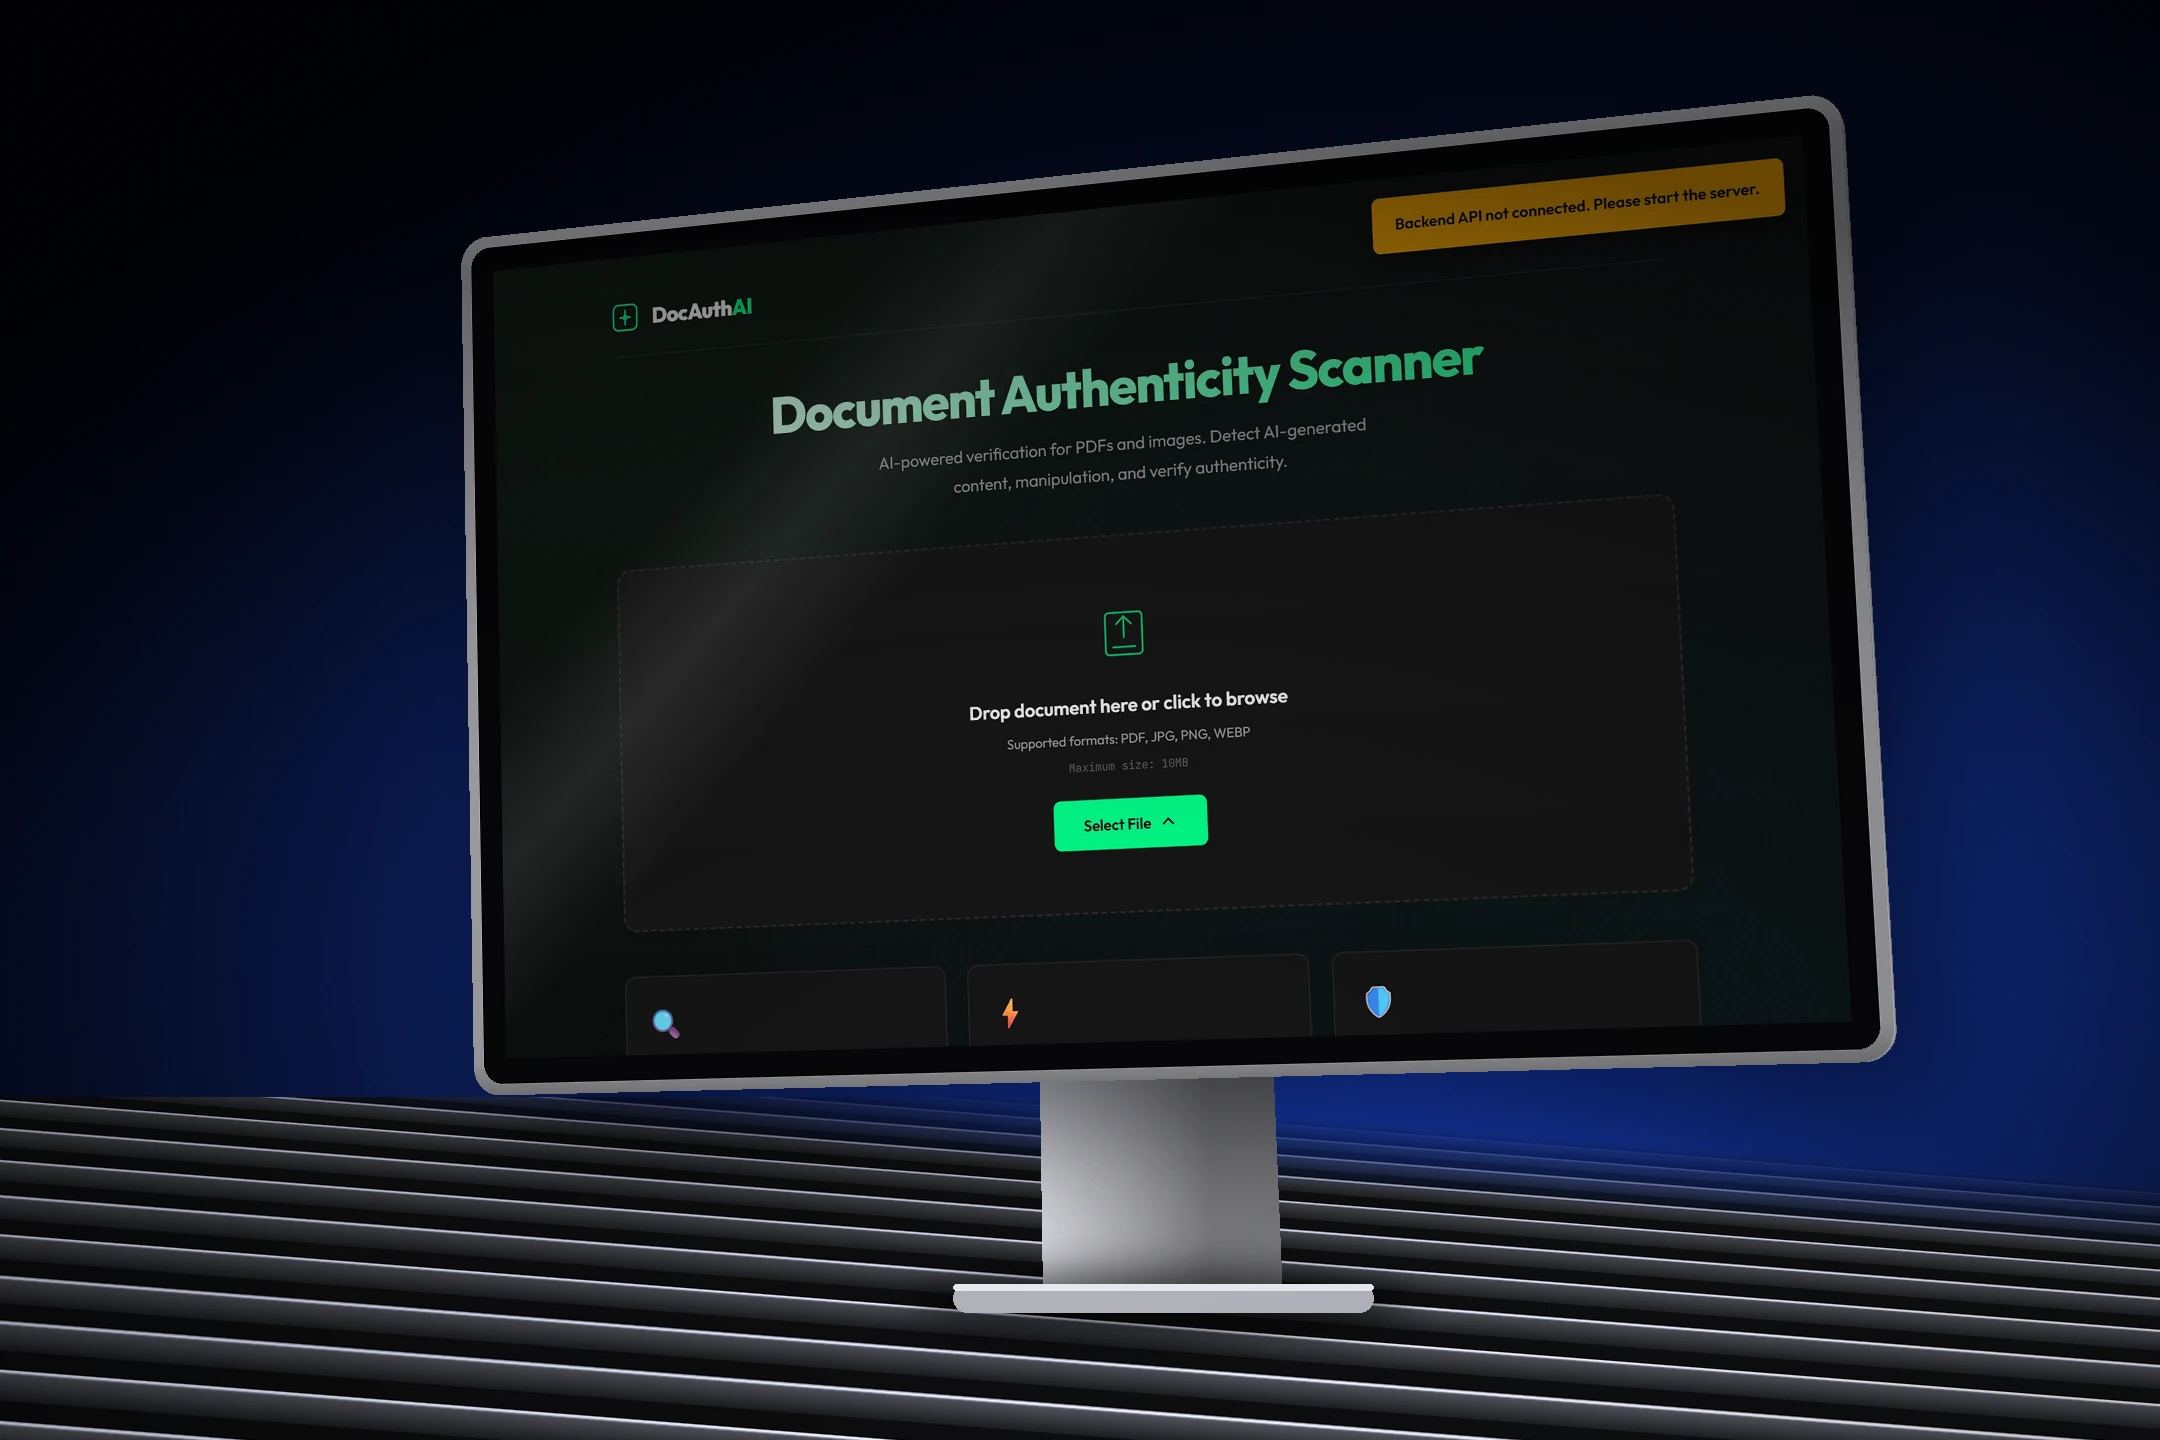 Backend API not connected. Please start the server.
DocAuthAI
Document Authenticity Scanner
AI-powered verification for PDFs and images. Detect AI-generated
content, manipulation, and verify authenticity.
Drop document here or click to browse
Supported formats: PDF, JPG, PNG, WEBP
Maximum size: 10MB
Select File